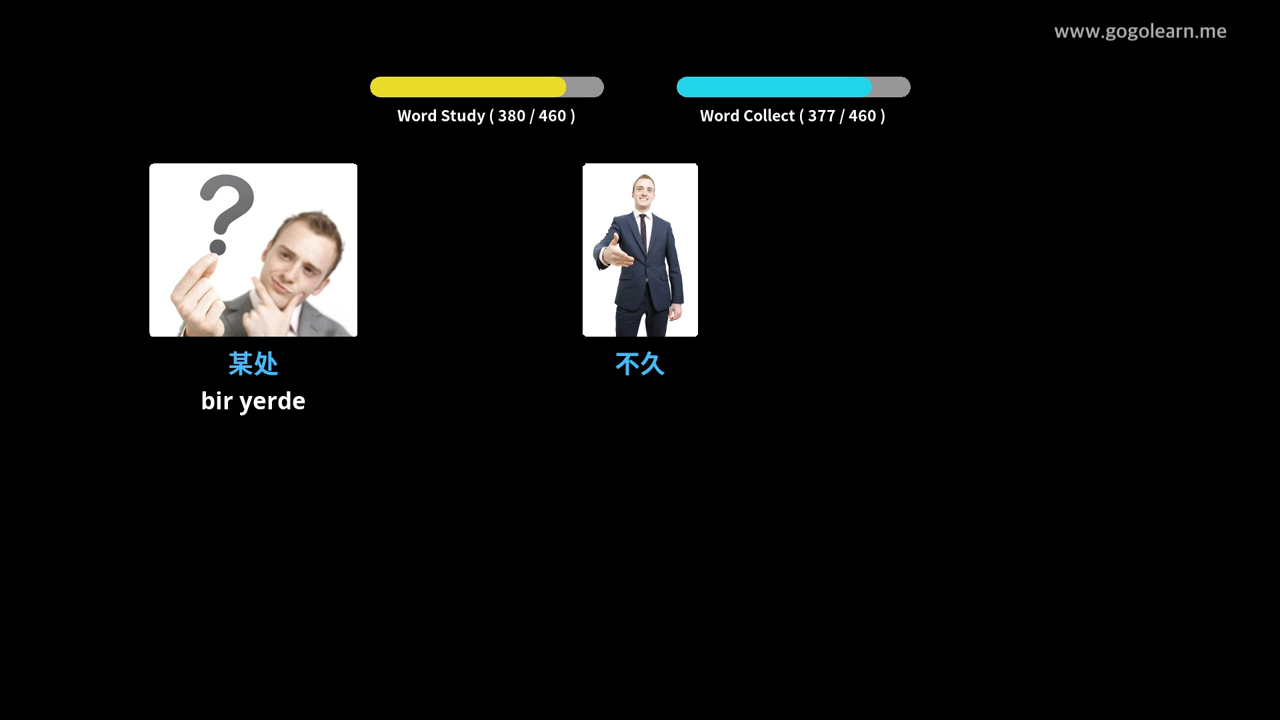 www.gogolearn.me
Word Study ( 380 / 460 )
Word Collect ( 377 / 460 )
?
某处
不久
bir yerde